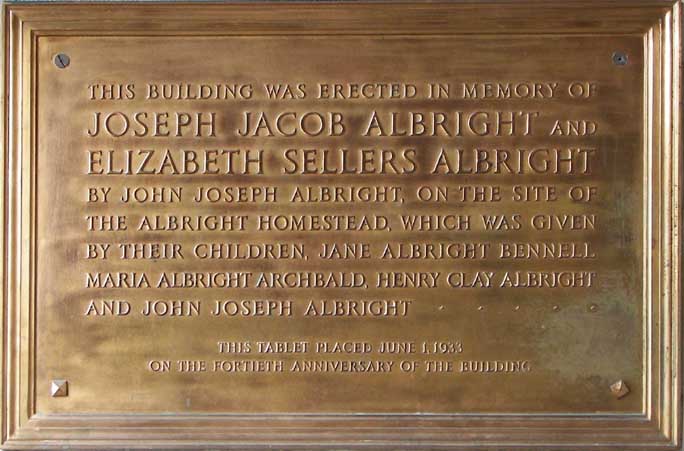 THIS BUILDING WAS ERECTED IN MEMORY OF
JOSEPH JACOB ALBRIGHT AND
ELIZABETH SELLERS ALBRIGHT
BY JOHN JOSEPH ALBRIGHT, ON THE SITE OF
THE ALBRIGHT HOMESTEAD, WHICH WAS GIVEN
BY THEIR CHILDREN, JANE ALBRIGHT BENNELL
MARIA ALBRIGHT ARCHBALD, HENRY CLAY ALBRIGHT
AND JOHN JOSEPH ALBRIGHT · · · · · ·
THIS TABLET PLACED JUNE 1, 1933
ON THE FORTIETH ANNIVERSARY OF THE BUILDING